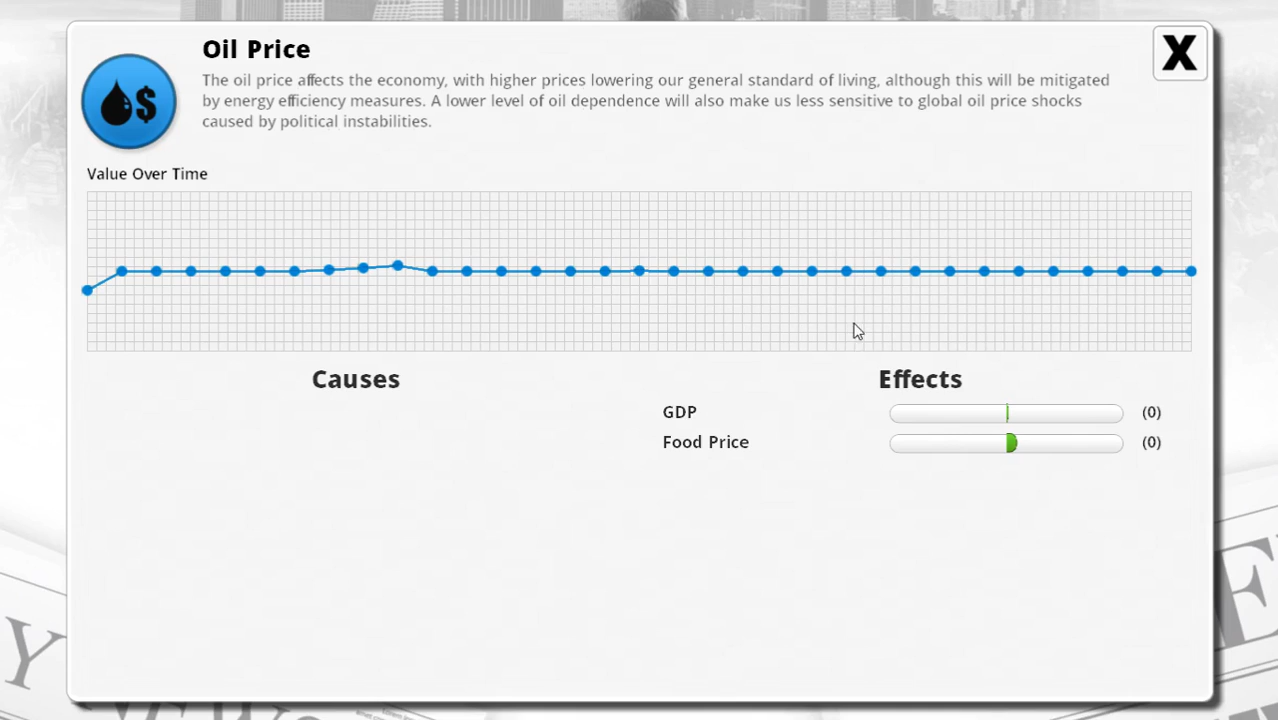 Oil Price
X
The oil price affects the economy, with higher prices lowering our general standard of living, although this will be mitigated
by energy efficiency measures. A lower level of oil dependence will also make us less sensitive to global oil price shocks
caused by political instabilities.
$
Value Over Time
Causes
Effects
GDP (0)
Food Price (0)